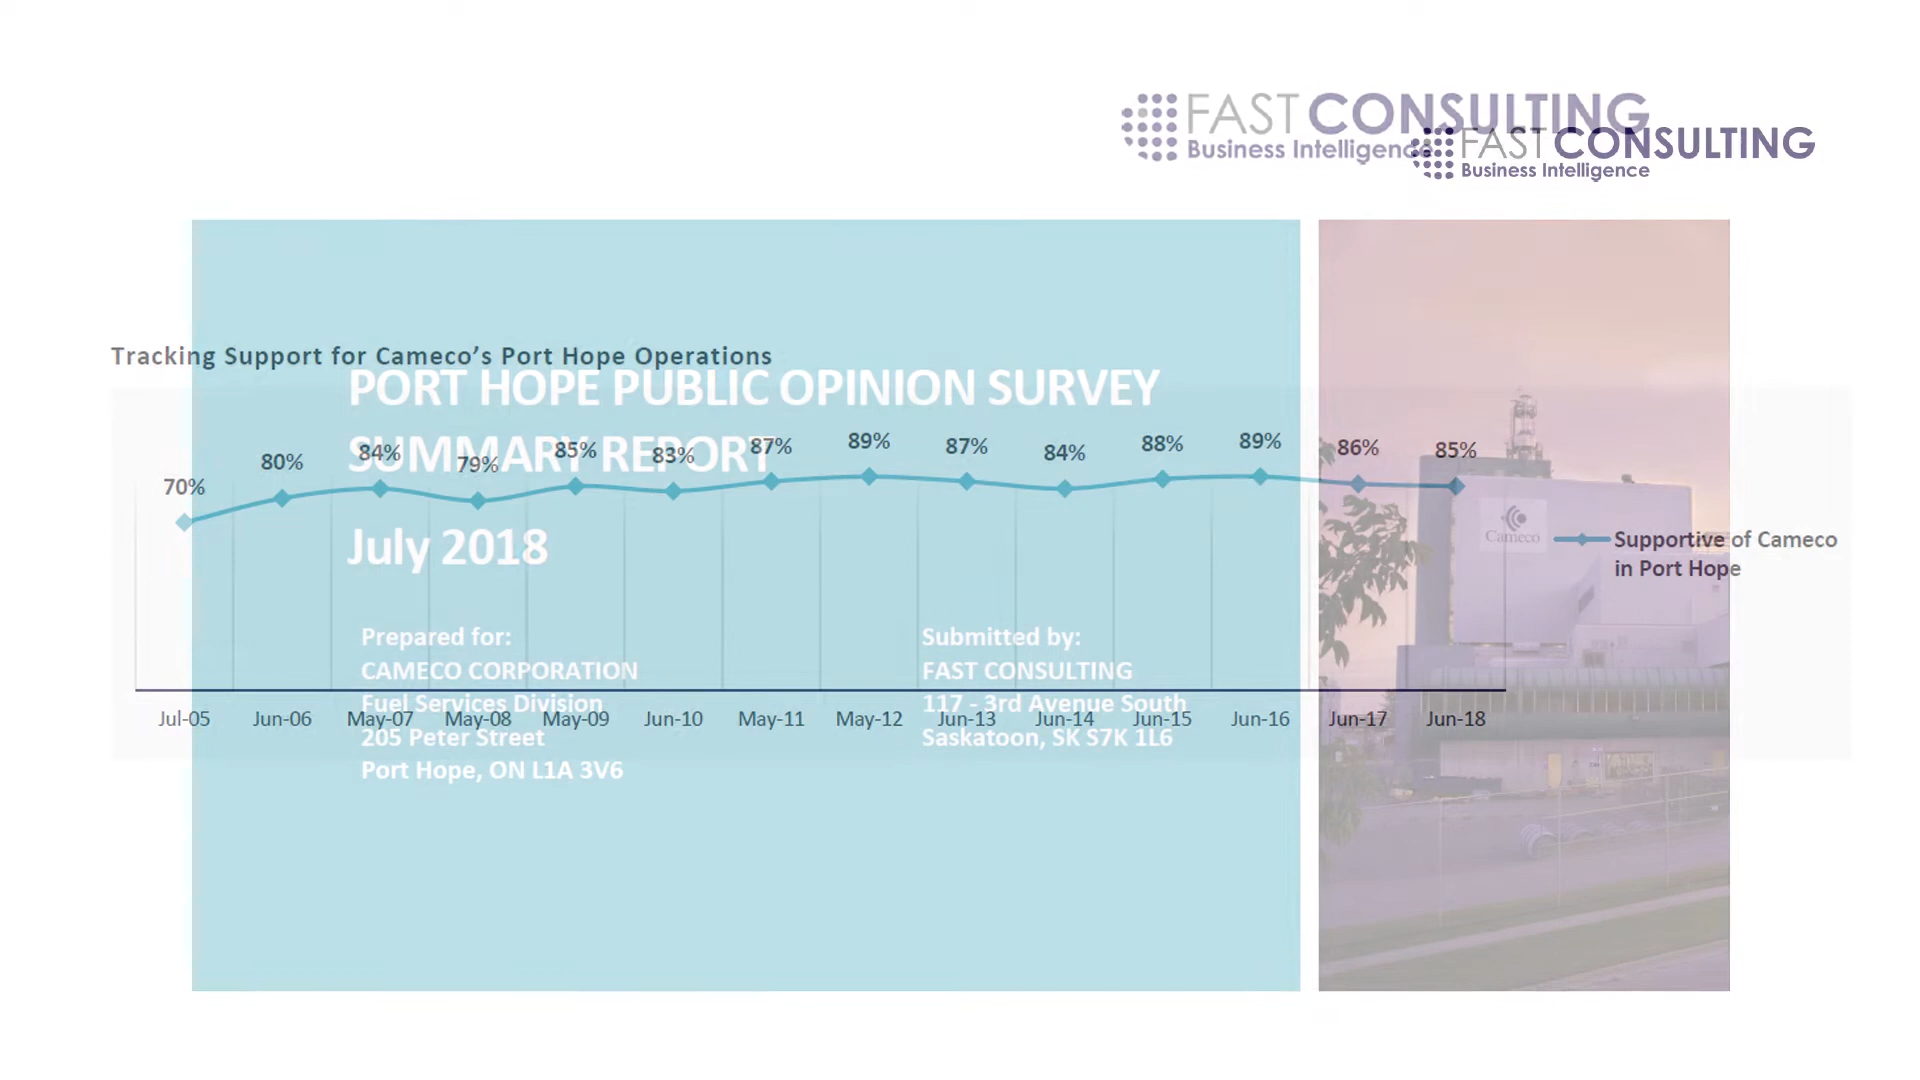 FAST CONSULTING
Business Intelligence
FAST CONSULTING
Business Intelligence
Tracking Support for Cameco's Port Hope Operations
PORT HOPE PUBLIC OPINION SURVEY
SUMMARY REPORT
July 2018
70% 80% 84% 79% 85% 83% 87% 89% 87% 84% 88% 89% 86% 85%
Cameco
Supportive of Cameco
in Port Hope
Prepared for:
CAMECO CORPORATION
Fuel Services Division
205 Peter Street
Port Hope, ON L1A 3V6
Submitted by:
FAST CONSULTING
117 - 3rd Avenue South
Saskatoon, SK S7K 1L6
Jul-05 Jun-06 May-07 May-08 May-09 Jun-10 May-11 May-12 Jun-13 Jun-14 Jun-15 Jun-16 Jun-17 Jun-18